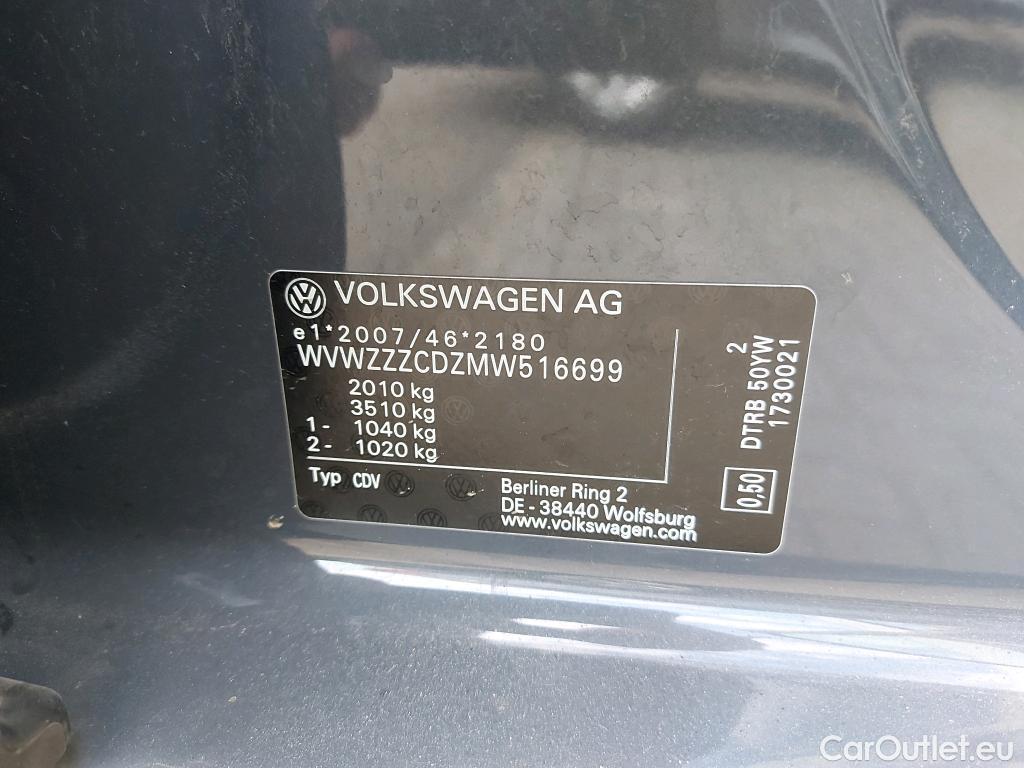 VOLKSWAGEN AG
e1*2007/46*2180
WVWZZZCDZMW516699
2010 kg
3510 kg
1- 1040 kg
2- 1020 kg
Typ CDV
Berliner Ring 2
DE-38440 Wolfsburg
www.volkswagen.com
2
DTRB 50YW
1730021
0,50
CarOutlet.eu